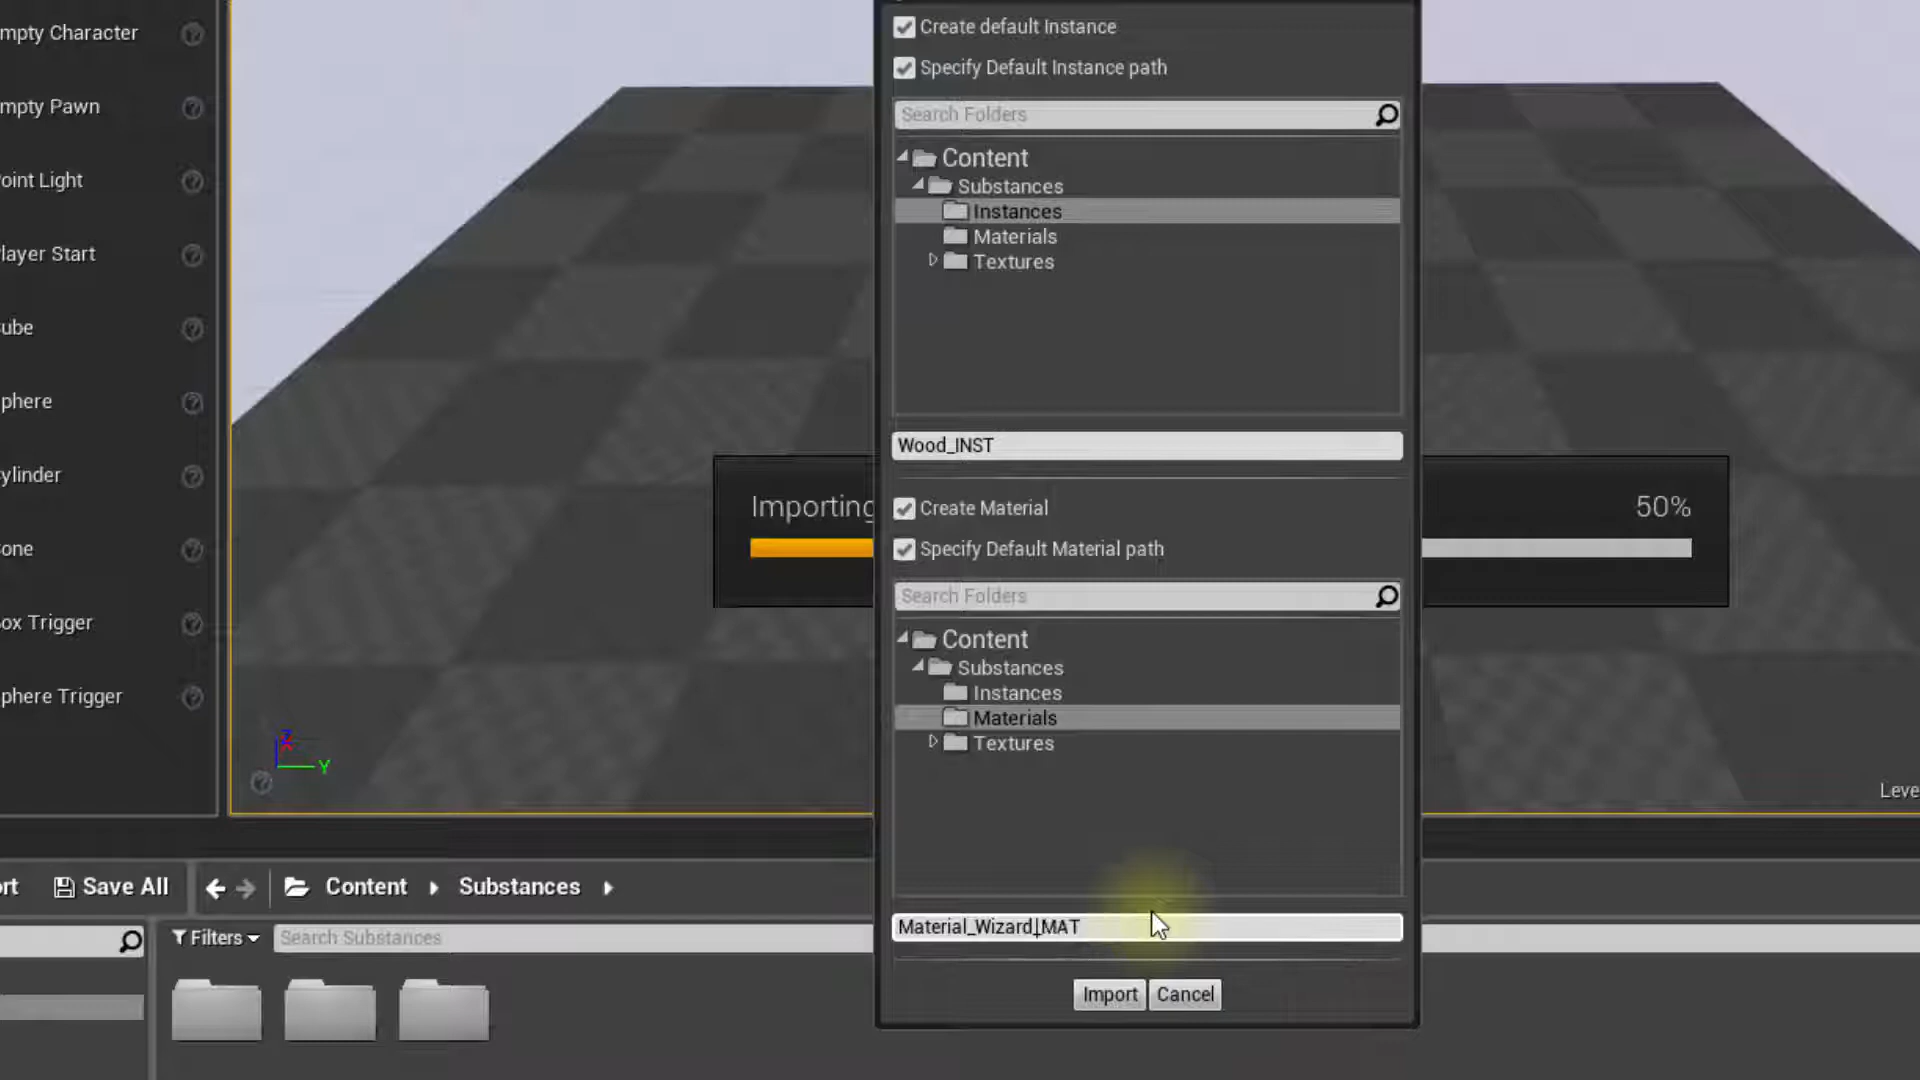 mpty Character
mpty Pawn
oint Light
layer Start
ube
phere
ylinder
one
ox Trigger
phere Trigger
Create default Instance
Specify Default Instance path
Search Folders
Content
Substances
Instances
Materials
Textures
Wood_INST
Importing
50%
Create Material
Specify Default Material path
Search Folders
Content
Substances
Instances
Materials
Textures
Material_Wizard_MAT
Import Cancel
Z
Y
Leve
rt Save All Content Substances
Filters Search Substances